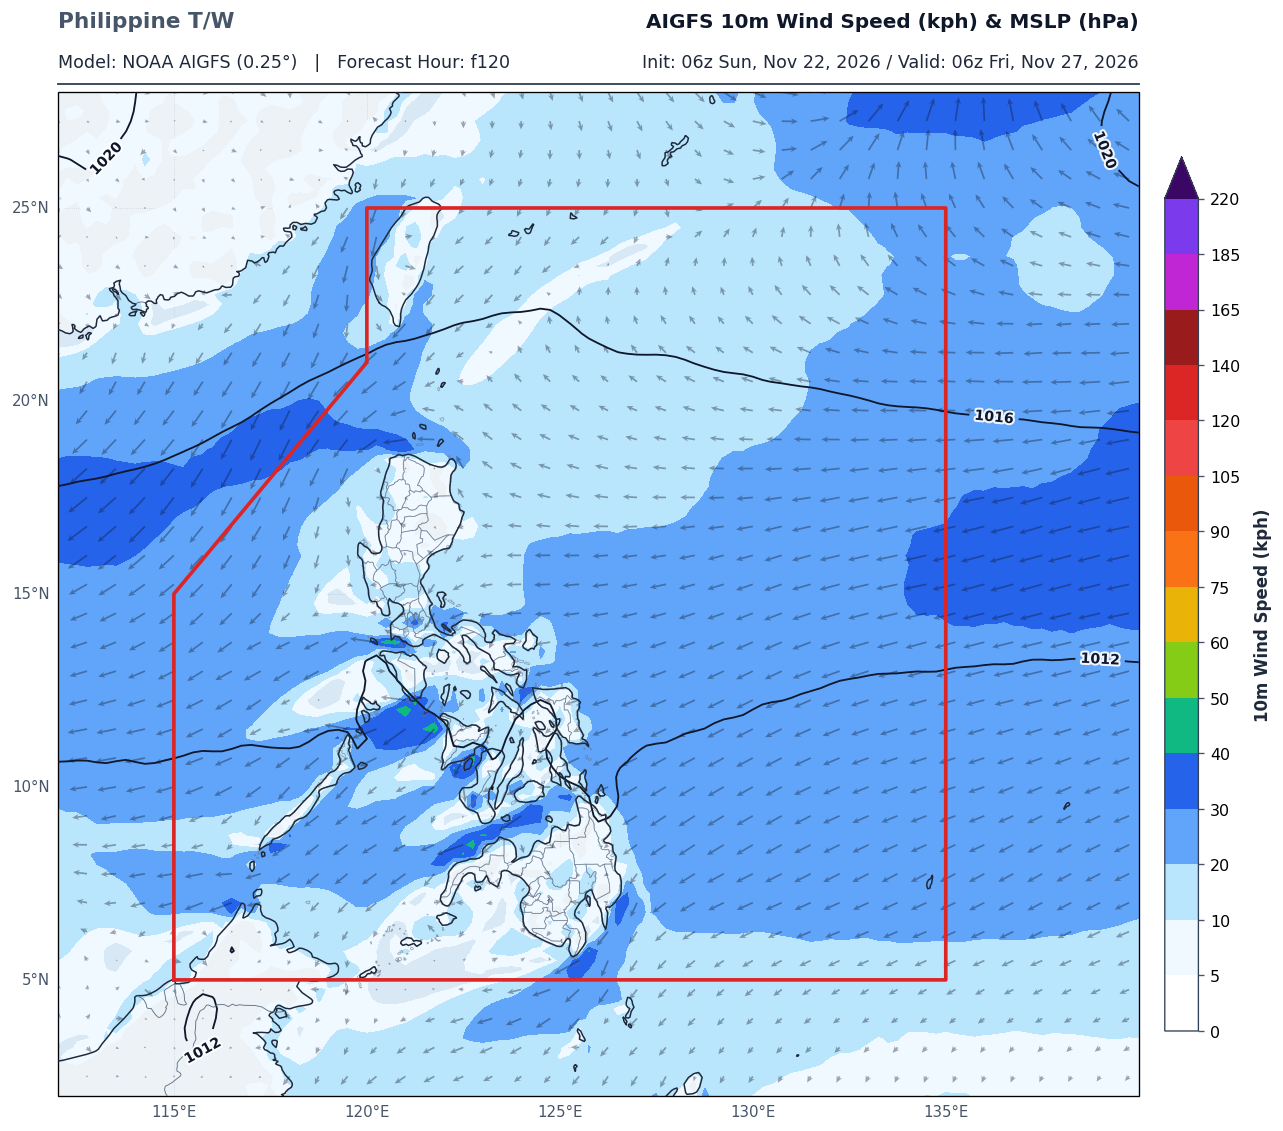 Philippine T/W
AIGFS 10m Wind Speed (kph) & MSLP (hPa)
Model: NOAA AIGFS (0.25°) | Forecast Hour: f120
Init: 06z Sun, Nov 22, 2026 / Valid: 06z Fri, Nov 27, 2026
1020
1020
25°N
20°N
15°N
10°N
5°N
1016
1012
1012
115°E
120°E
125°E
130°E
135°E
220
185
165
140
120
105
90
75
60
50
40
30
20
10
5
0
10m Wind Speed (kph)